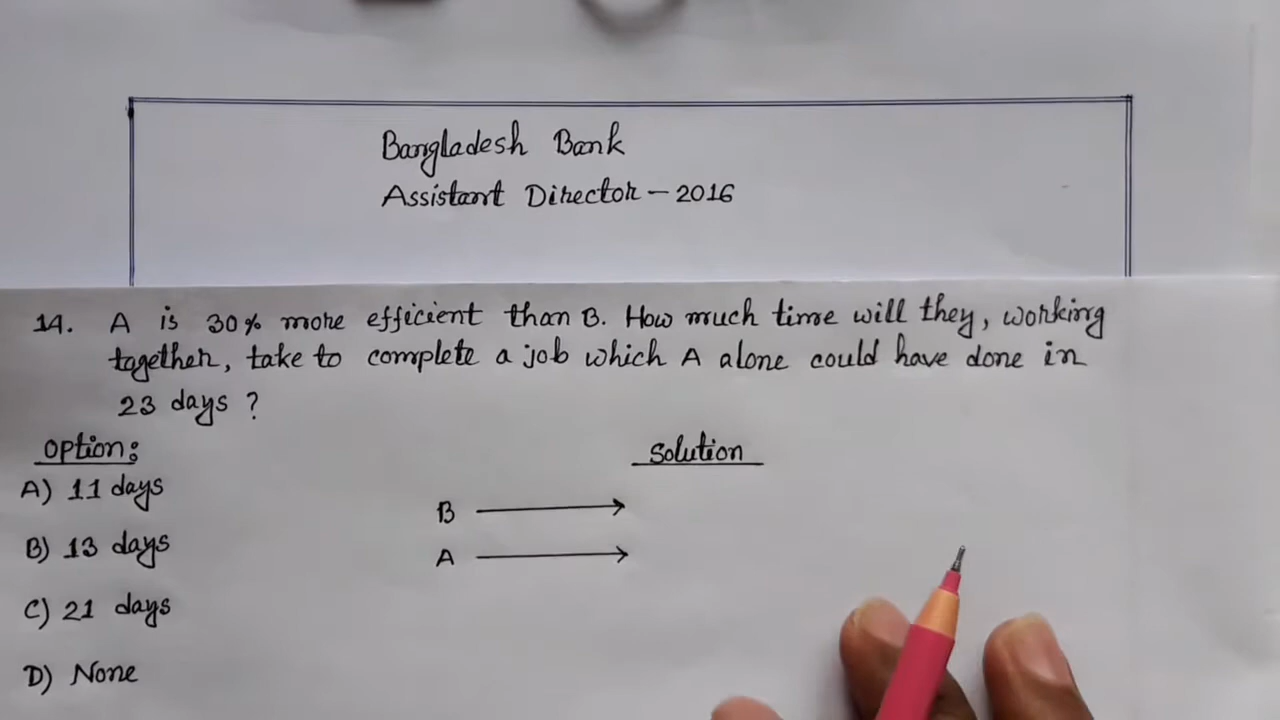 Bangladesh Bank
Assistant Director - 2016
14. A is 30% more efficient than B. How much time will they, working
together, take to complete a job which A alone could have done in
23 days ?
Option:
Solution
A) 11 days
B
B) 13 days
A
C) 21 days
D) None